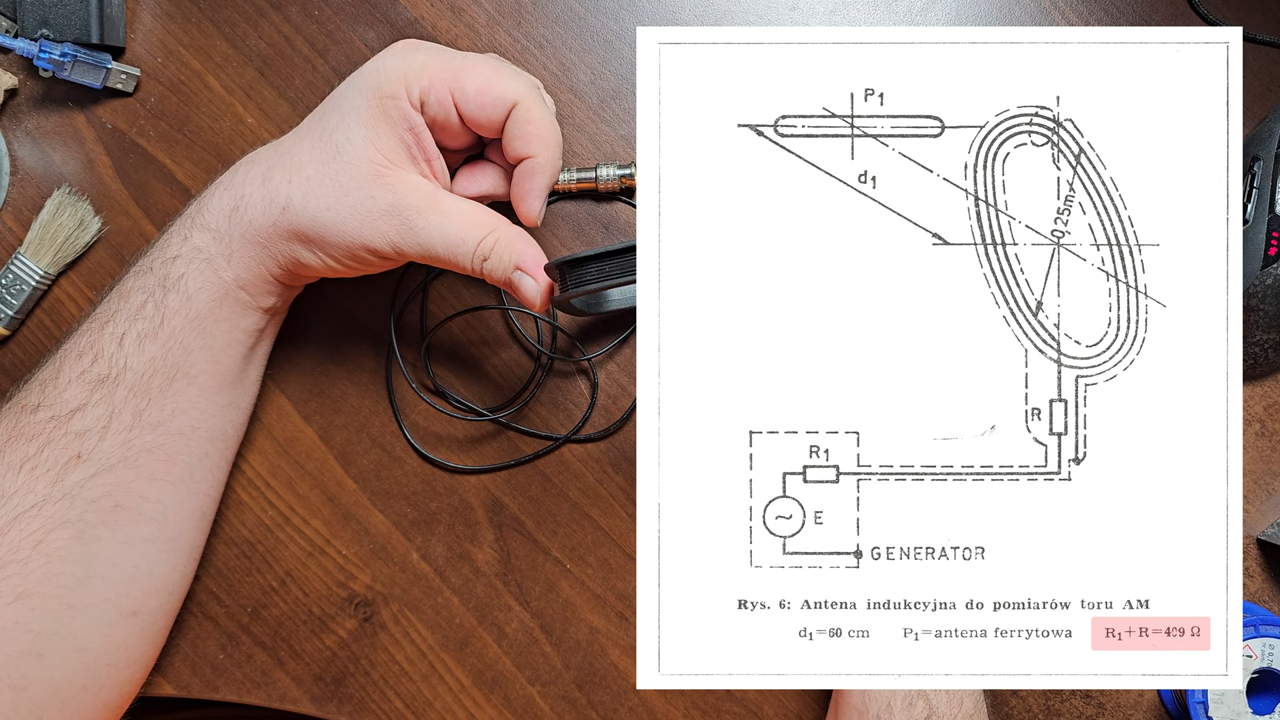 P1
d1
0,25m
R
R1
E
GENERATOR
Rys. 6: Antena indukcyjna do pomiarów toru AM
d1=60 cm P1=antena ferrytowa R1+R=409 Ω